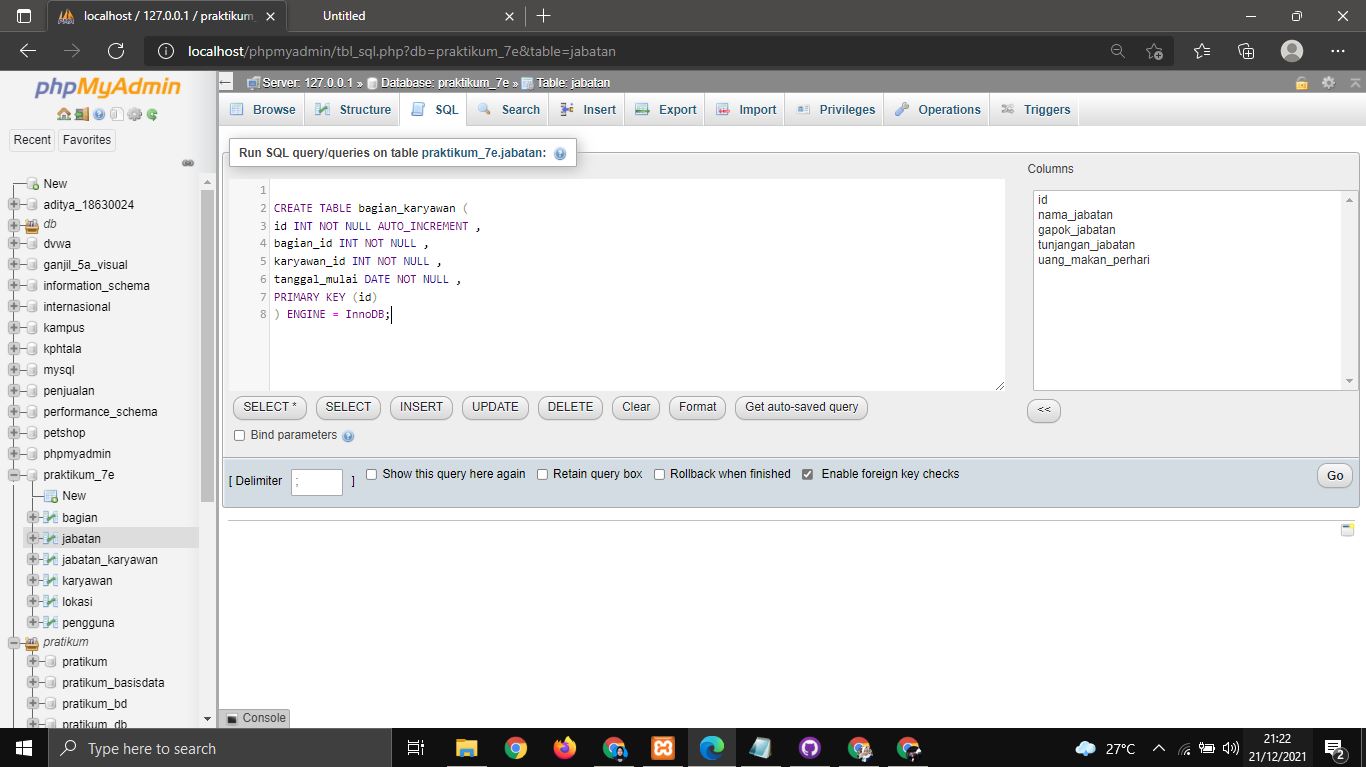 localhost / 127.0.0.1 / praktikum_
Untitled
localhost/phpmyadmin/tbl_sql.php?db=praktikum_7e&table=jabatan
phpMyAdmin
Recent
Favorites
New
aditya_18630024
db
dvwa
ganjil_5a_visual
information_schema
internasional
kampus
kphtala
mysql
penjualan
performance_schema
petshop
phpmyadmin
praktikum_7e
New
bagian
jabatan
jabatan_karyawan
karyawan
lokasi
pengguna
pratikum
pratikum
pratikum_basisdata
pratikum_bd
pratikum_db
Server: 127.0.0.1 » Database: praktikum_7e » Table: jabatan
Browse Structure SQL Search Insert Export Import Privileges Operations Triggers
Run SQL query/queries on table praktikum_7e.jabatan:
1
2 CREATE TABLE bagian_karyawan (
3 id INT NOT NULL AUTO_INCREMENT ,
4 bagian_id INT NOT NULL ,
5 karyawan_id INT NOT NULL ,
6 tanggal_mulai DATE NOT NULL ,
7 PRIMARY KEY (id)
8 ) ENGINE = InnoDB;
Columns
id
nama_jabatan
gapok_jabatan
tunjangan_jabatan
uang_makan_perhari
SELECT * SELECT INSERT UPDATE DELETE Clear Format Get auto-saved query
<<
Bind parameters
[ Delimiter ; ] Show this query here again Retain query box Rollback when finished Enable foreign key checks
Go
Console
Type here to search
27°C
21:22
21/12/2021
2